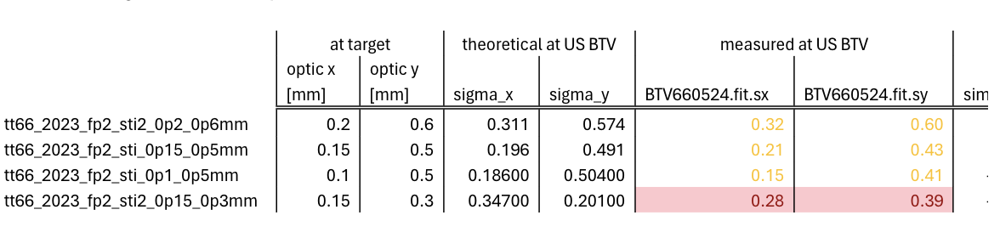 at target theoretical at US BTV measured at US BTV
optic x optic y
[mm] [mm] sigma_x sigma_y BTV660524.fit.sx BTV660524.fit.sy sim
tt66_2023_fp2_sti2_0p2_0p6mm 0.2 0.6 0.311 0.574 0.32 0.60
tt66_2023_fp2_sti_0p15_0p5mm 0.15 0.5 0.196 0.491 0.21 0.43
tt66_2023_fp2_sti_0p1_0p5mm 0.1 0.5 0.18600 0.50400 0.15 0.41
tt66_2023_fp2_sti2_0p15_0p3mm 0.15 0.3 0.34700 0.20100 0.28 0.39